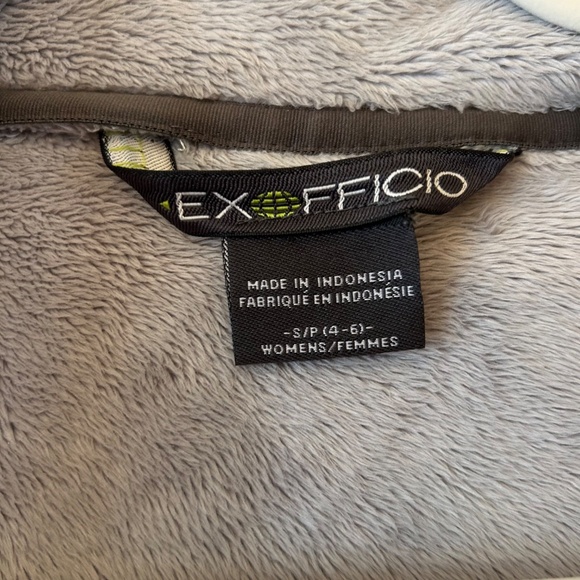 EXOFFICIO
MADE IN INDONESIA
FABRIQUÉ EN INDONÉSIE
-S/P (4-6)-
WOMENS/FEMMES